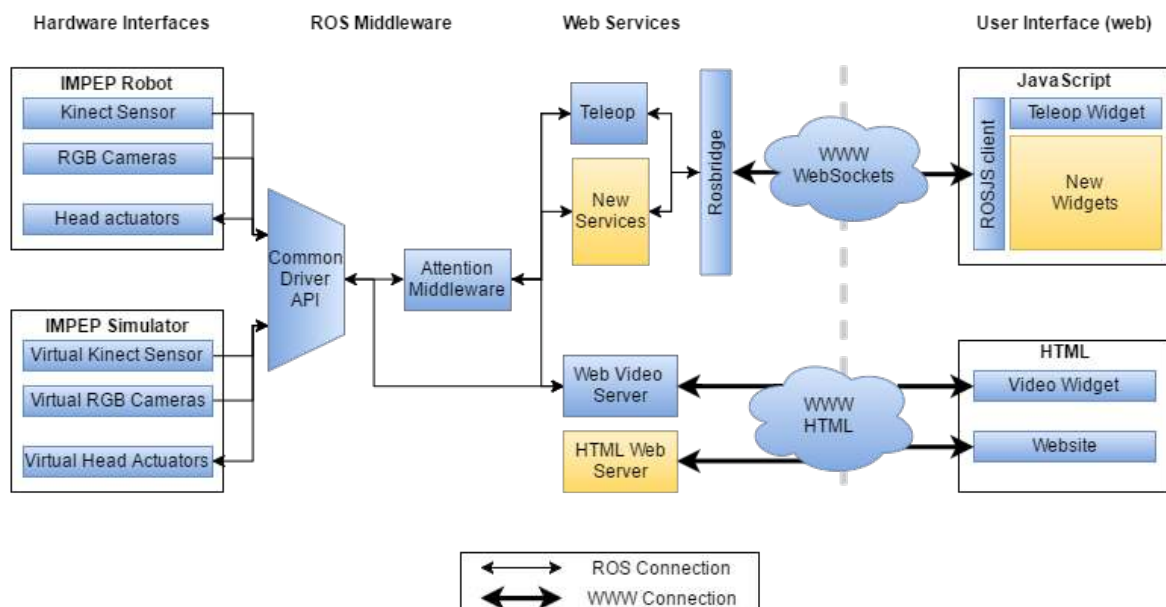 Hardware Interfaces
ROS Middleware
Web Services
User Interface (web)
IMPEP Robot
Kinect Sensor
RGB Cameras
Head actuators
IMPEP Simulator
Virtual Kinect Sensor
Virtual RGB Cameras
Virtual Head Actuators
Common
Driver
API
Attention
Middleware
Teleop
New
Services
Rosbridge
Web Video
Server
HTML Web
Server
WWW
WebSockets
WWW
HTML
JavaScript
ROSJS client
Teleop Widget
New
Widgets
HTML
Video Widget
Website
ROS Connection
WWW Connection